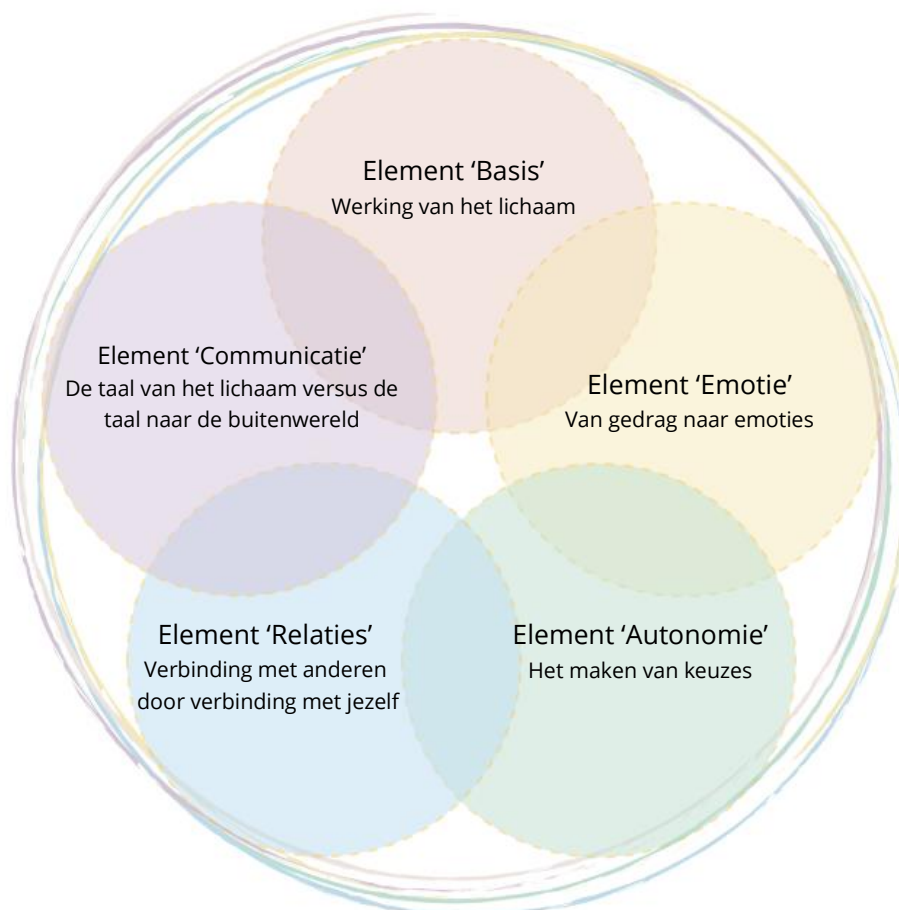 Element ‘Basis’
Werking van het lichaam
Element ‘Communicatie’
De taal van het lichaam versus de
taal naar de buitenwereld
Element ‘Emotie’
Van gedrag naar emoties
Element ‘Relaties’
Verbinding met anderen
door verbinding met jezelf
Element ‘Autonomie’
Het maken van keuzes